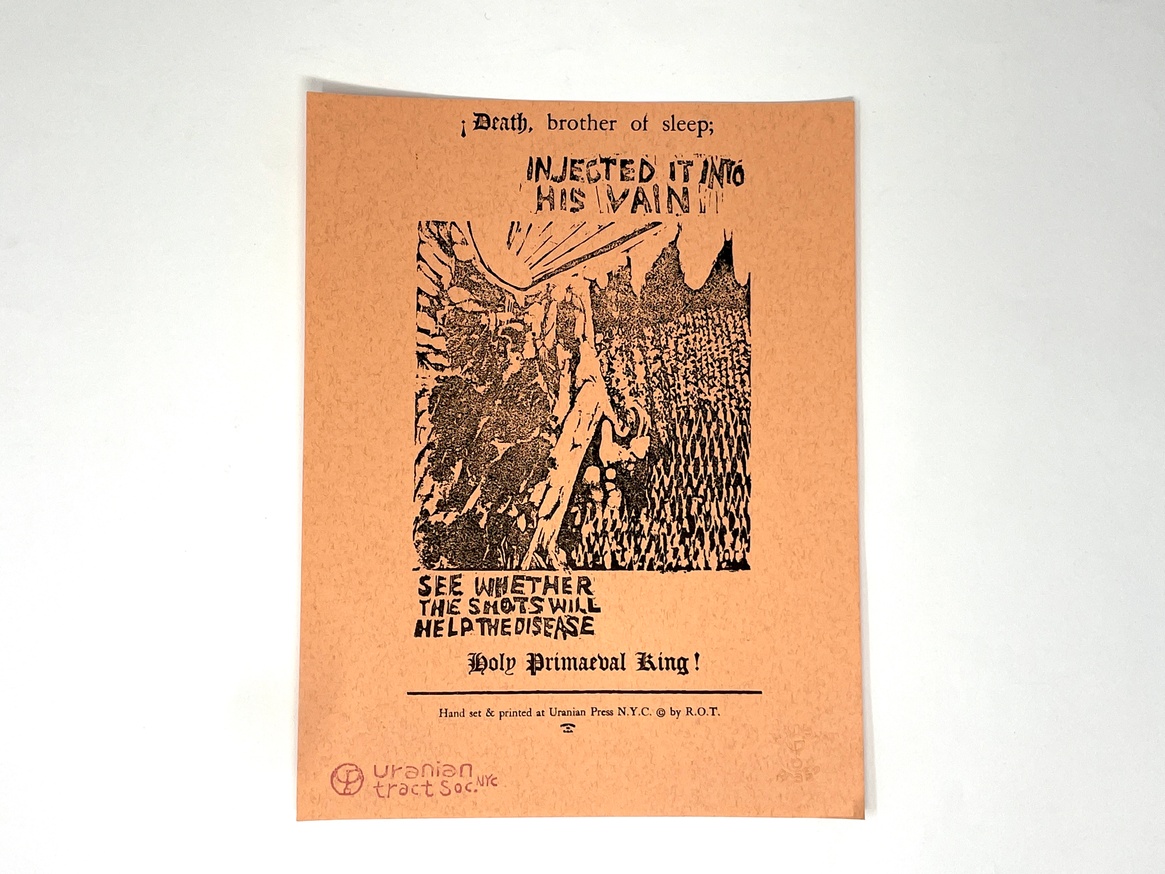 ¡Death, brother of sleep;
INJECTED IT INTO
HIS VAIN
SEE WHETHER
THE SHOTS WILL
HELP THE DISEASE
Holy Primaeval King!
Hand set & printed at Uranian Press N.Y.C. © by R.O.T.
uranian
tract Soc. NYC